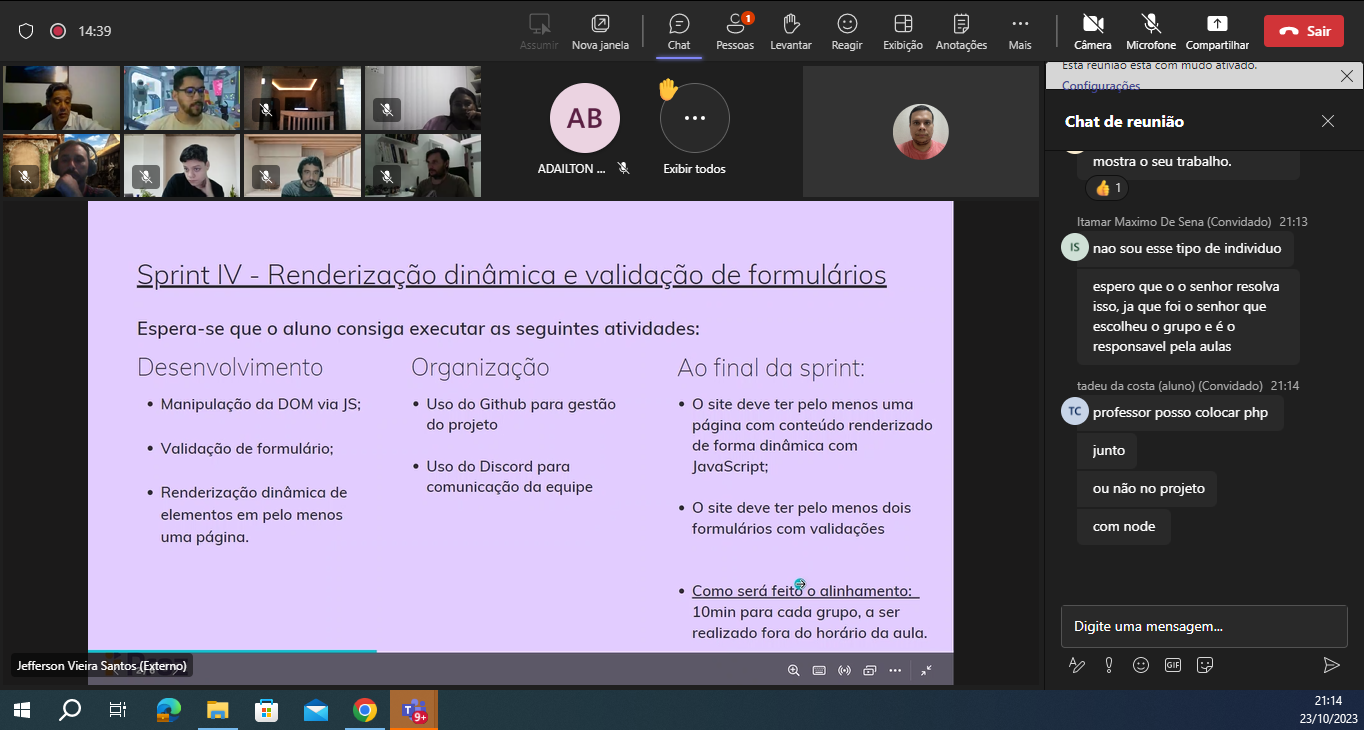 14:39
Assumir
Nova janela
Chat
Pessoas
1
Levantar
Reagir
Exibição
Anotações
Mais
Câmera
Microfone
Compartilhar
Sair
AB
ADAILTON ...
Exibir todos
Esta reunião está com mudo ativado.
Configurações
Chat de reunião
mostra o seu trabalho.
👍 1
Itamar Maximo De Sena (Convidado) 21:13
IS
nao sou esse tipo de individuo
espero que o o senhor resolva
isso, ja que foi o senhor que
escolheu o grupo e é o
responsavel pela aulas
tadeu da costa (aluno) (Convidado) 21:14
TC
professor posso colocar php
junto
ou não no projeto
com node
Digite uma mensagem...
GIF
Sprint IV - Renderização dinâmica e validação de formulários
Espera-se que o aluno consiga executar as seguintes atividades:
Desenvolvimento
• Manipulação da DOM via JS;
• Validação de formulário;
• Renderização dinâmica de
elementos em pelo menos
uma página.
Organização
• Uso do Github para gestão
do projeto
• Uso do Discord para
comunicação da equipe
Ao final da sprint:
• O site deve ter pelo menos uma
página com conteúdo renderizado
de forma dinâmica com
JavaScript;
• O site deve ter pelo menos dois
formulários com validações
• Como será feito o alinhamento:
10min para cada grupo, a ser
realizado fora do horário da aula.
Jefferson Vieira Santos (Externo)
9+
21:14
23/10/2023